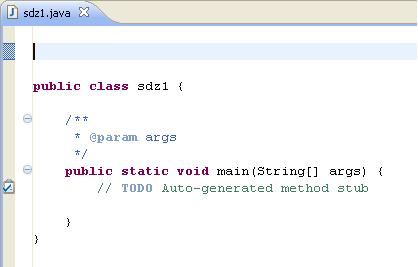 sdz1.java
public class sdz1 {
/**
* @param args
*/
public static void main(String[] args) {
// TODO Auto-generated method stub
}
}